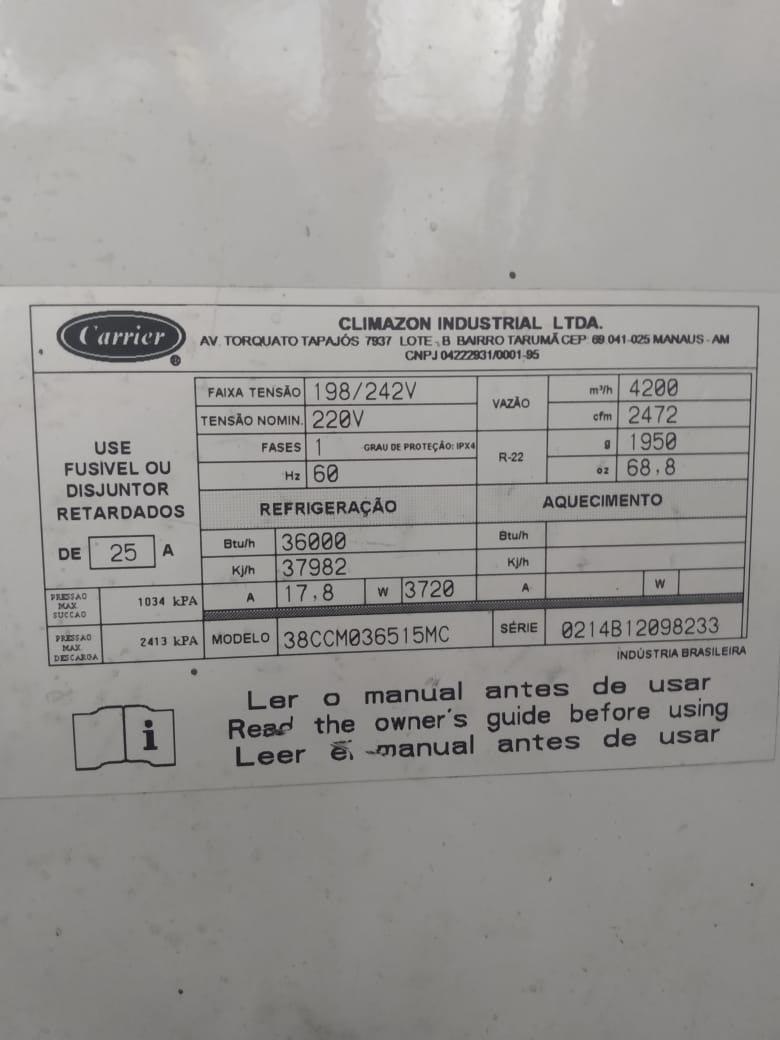 Carrier ®
CLIMAZON INDUSTRIAL LTDA.
AV. TORQUATO TAPAJÓS 7937 LOTE - B BAIRRO TARUMÃ CEP: 69 041-025 MANAUS - AM
CNPJ 04222931/0001-95
USE
FUSIVEL OU
DISJUNTOR
RETARDADOS
DE 25 A
PRESSAO MAX SUCCAO 1034 kPA
PRESSAO MAX DESCARGA 2413 kPA
FAIXA TENSÃO 198/242V
TENSÃO NOMIN. 220V
FASES 1 GRAU DE PROTEÇÃO: IPX4
Hz 60
VAZÃO m³/h 4200
cfm 2472
R-22 g 1950
oz 68,8
REFRIGERAÇÃO
Btu/h 36000
Kj/h 37982
A 17,8 W 3720
AQUECIMENTO
Btu/h
Kj/h
A W
MODELO 38CCM036515MC
SÉRIE 0214B12098233
INDÚSTRIA BRASILEIRA
i
Ler o manual antes de usar
Read the owner's guide before using
Leer el manual antes de usar